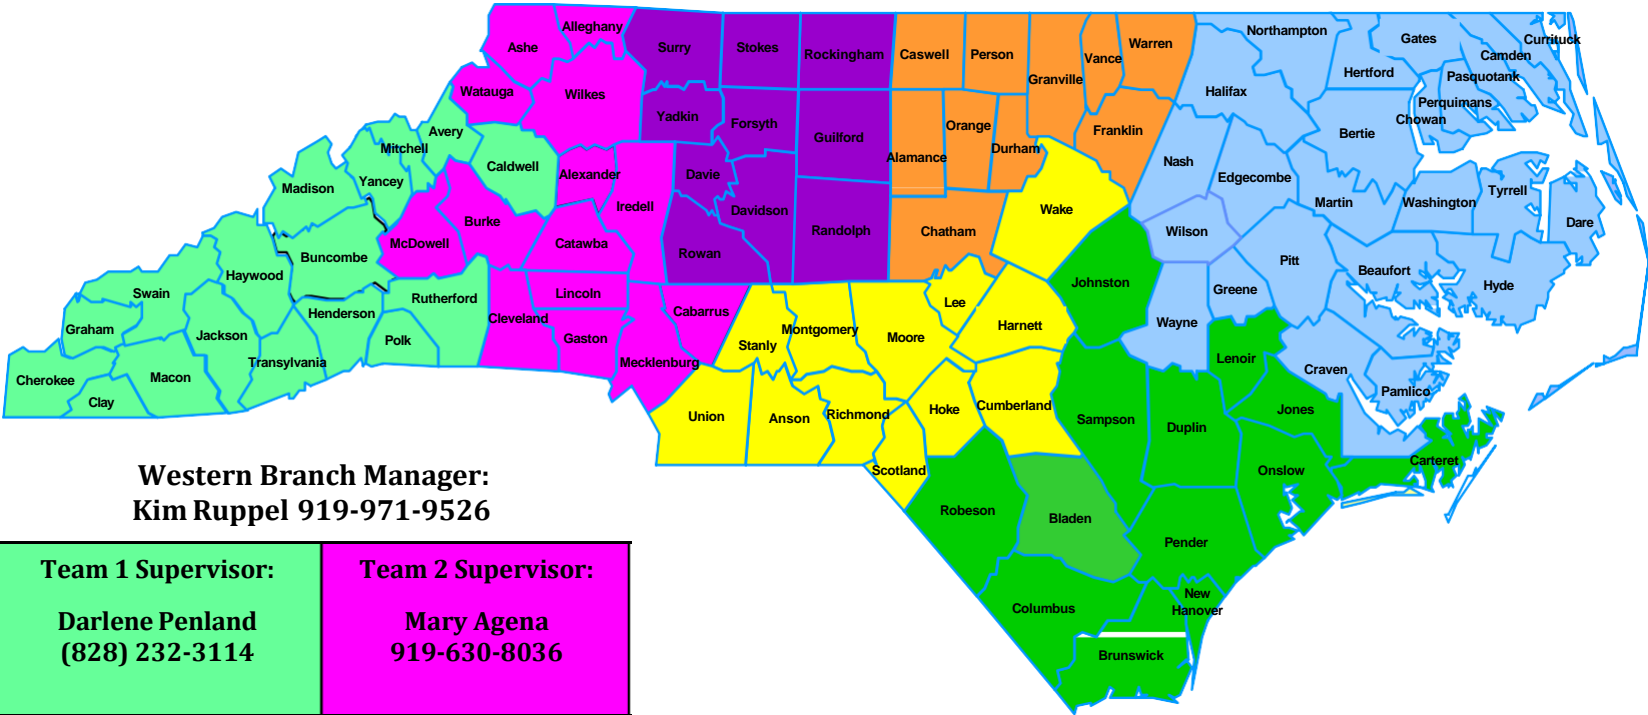 Alleghany
Ashe
Surry
Stokes
Rockingham
Caswell
Person
Granville
Vance
Warren
Northampton
Gates
Currituck
Camden
Hertford
Pasquotank
Halifax
Perquimans
Chowan
Bertie
Watauga
Wilkes
Yadkin
Forsyth
Guilford
Alamance
Orange
Durham
Franklin
Nash
Edgecombe
Martin
Washington
Tyrrell
Dare
Avery
Mitchell
Caldwell
Alexander
Davie
Madison
Yancey
Iredell
Davidson
Randolph
Chatham
Wake
Wilson
Burke
McDowell
Catawba
Rowan
Buncombe
Pitt
Beaufort
Hyde
Haywood
Swain
Rutherford
Lincoln
Johnston
Greene
Lee
Henderson
Cleveland
Cabarrus
Graham
Jackson
Polk
Gaston
Montgomery
Moore
Harnett
Wayne
Stanly
Transylvania
Mecklenburg
Lenoir
Craven
Cherokee
Macon
Pamlico
Clay
Union
Anson
Richmond
Hoke
Cumberland
Sampson
Duplin
Jones
Scotland
Onslow
Carteret
Robeson
Bladen
Pender
Columbus
New
Hanover
Brunswick
Western Branch Manager:
Kim Ruppel 919-971-9526
Team 1 Supervisor:
Darlene Penland
(828) 232-3114
Team 2 Supervisor:
Mary Agena
919-630-8036